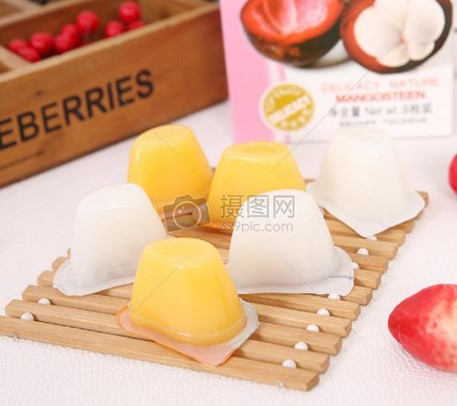 EBERRIES
DELICACY NATURE
MANGOSTEEN
净含量 Net wt. 6枚装
摄图网
699pic.com